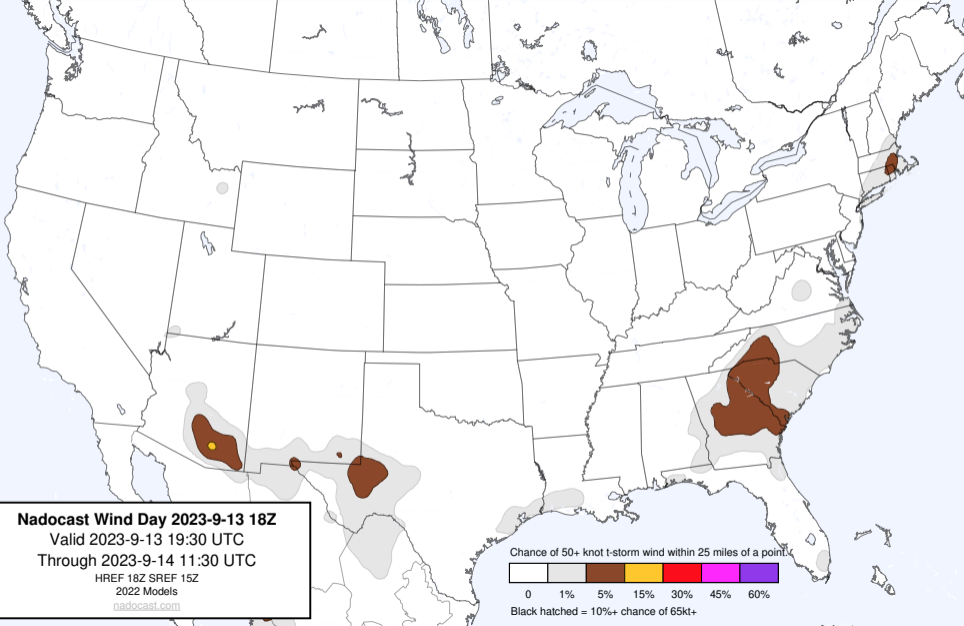 Nadocast Wind Day 2023-9-13 18Z
Valid 2023-9-13 19:30 UTC
Through 2023-9-14 11:30 UTC
HREF 18Z SREF 15Z
2022 Models
nadocast.com
Chance of 50+ knot t-storm wind within 25 miles of a point.
0 1% 5% 15% 30% 45% 60%
Black hatched = 10%+ chance of 65kt+